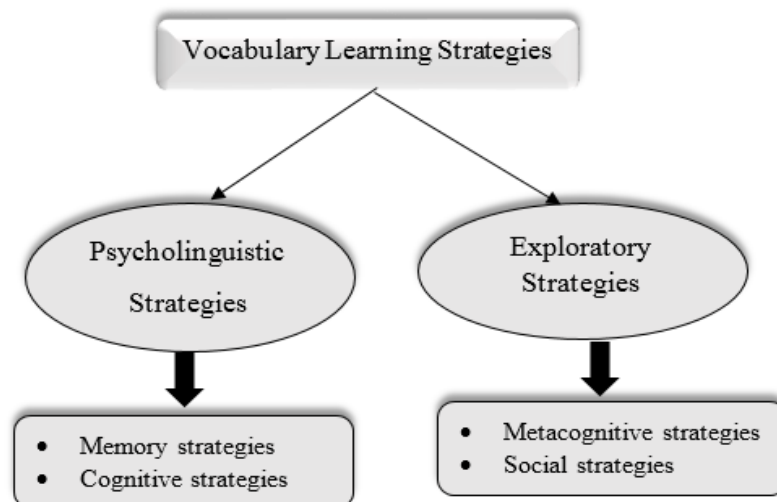 Vocabulary Learning Strategies
Psycholinguistic
Strategies
Exploratory
Strategies
• Memory strategies
• Cognitive strategies
• Metacognitive strategies
• Social strategies